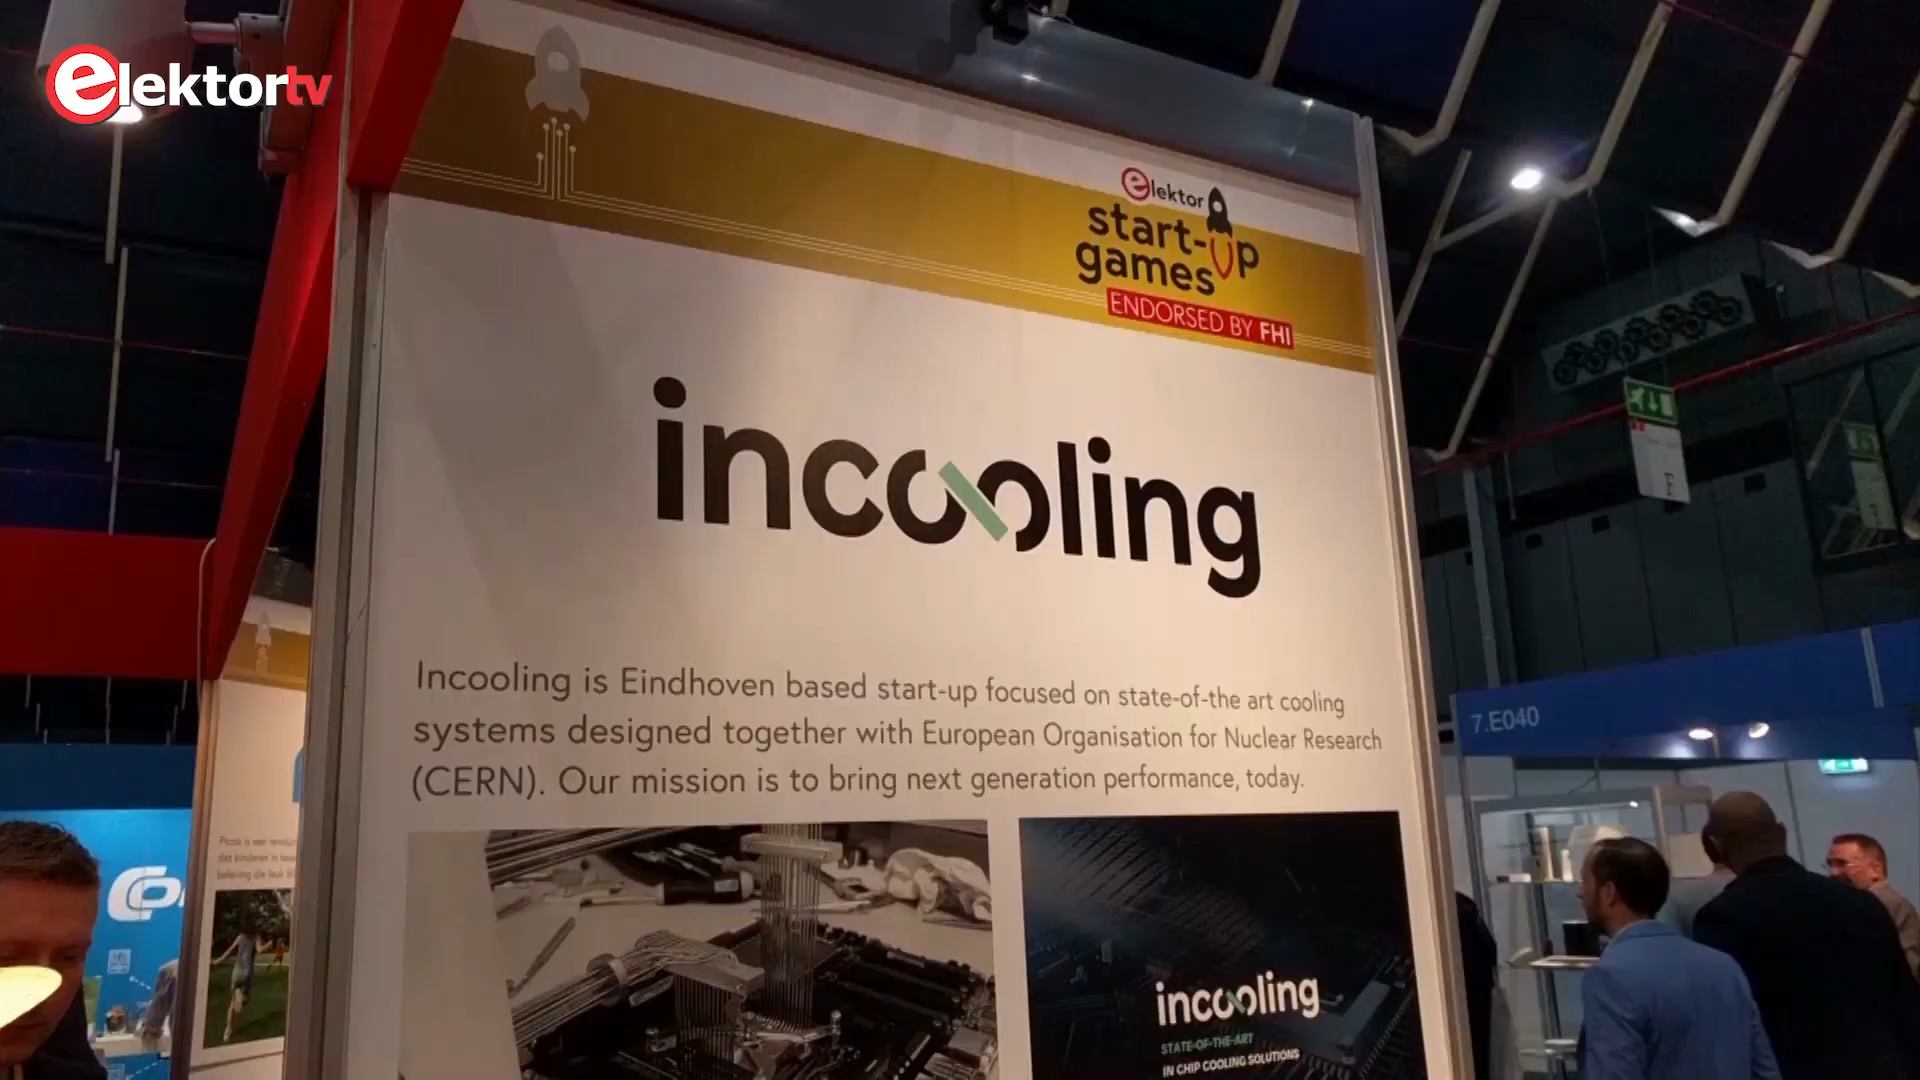 elektortv
elektor
start-up
games
ENDORSED BY FHI
incooling
Incooling is Eindhoven based start-up focused on state-of-the art cooling
systems designed together with European Organisation for Nuclear Research
(CERN). Our mission is to bring next generation performance, today.
incooling
STATE-OF-THE-ART
IN CHIP COOLING SOLUTIONS
7.E040
F